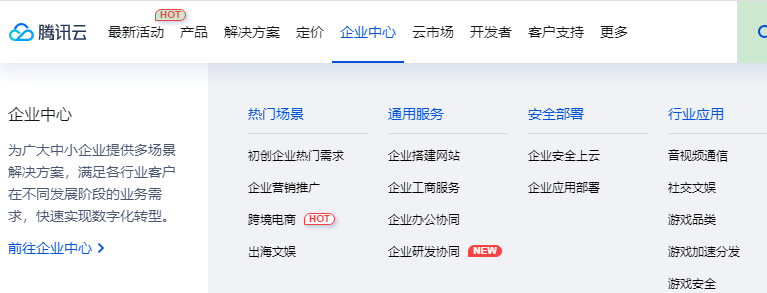 腾讯云 最新活动 HOT 产品 解决方案 定价 企业中心 云市场 开发者 客户支持 更多
企业中心
为广大中小企业提供多场景
解决方案，满足各行业客户
在不同发展阶段的业务需
求，快速实现数字化转型。
前往企业中心
热门场景
初创企业热门需求
企业营销推广
跨境电商 HOT
出海文娱
通用服务
企业搭建网站
企业工商服务
企业办公协同
企业研发协同 NEW
安全部署
企业安全上云
企业应用部署
行业应用
音视频通信
社交文娱
游戏品类
游戏加速分发
游戏安全